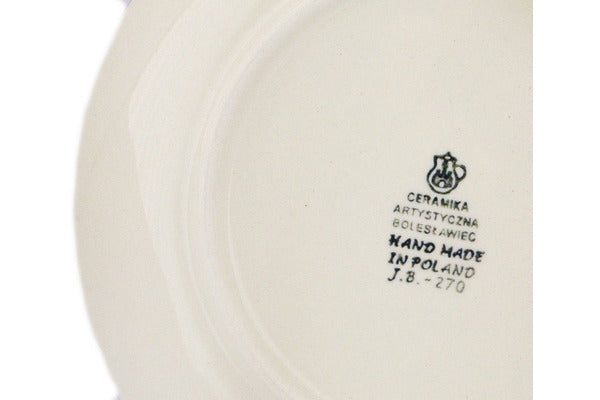 CERAMIKA
ARTYSTYCZNA
BOLESŁAWIEC
HAND MADE
IN POLAND
J.B.-270